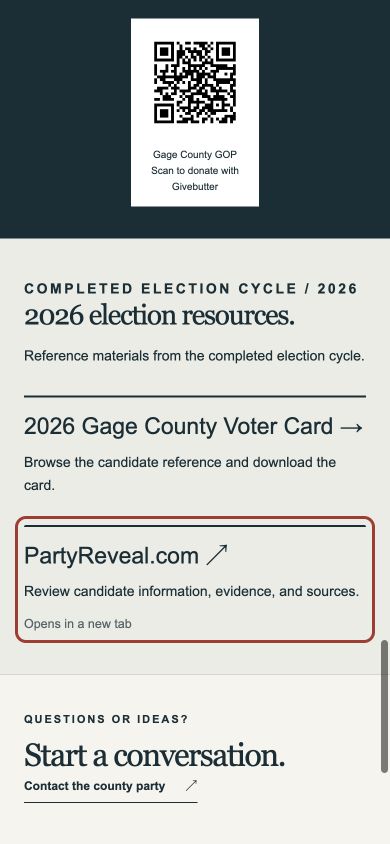 Gage County GOP
Scan to donate with
Givebutter
COMPLETED ELECTION CYCLE / 2026
2026 election resources.
Reference materials from the completed election cycle.
2026 Gage County Voter Card →
Browse the candidate reference and download the
card.
PartyReveal.com ↗
Review candidate information, evidence, and sources.
Opens in a new tab
QUESTIONS OR IDEAS?
Start a conversation.
Contact the county party ↗